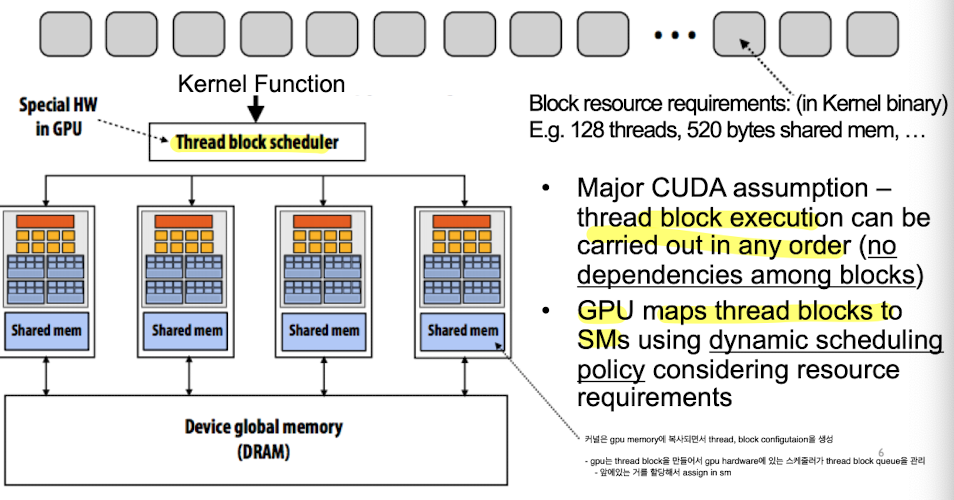 Kernel Function
Special HW
in GPU
Thread block scheduler
Block resource requirements: (in Kernel binary)
E.g. 128 threads, 520 bytes shared mem, …
• Major CUDA assumption –
thread block execution can be
carried out in any order (no
dependencies among blocks)
• GPU maps thread blocks to
SMs using dynamic scheduling
policy considering resource
requirements
Shared mem
Shared mem
Shared mem
Shared mem
Device global memory
(DRAM)
커널은 gpu memory에 복사되면서 thread, block configutaion을 생성
6
- gpu는 thread block을 만들어서 gpu hardware에 있는 스케줄러가 thread block queue을 관리
- 앞에있는 거를 할당해서 assign in sm